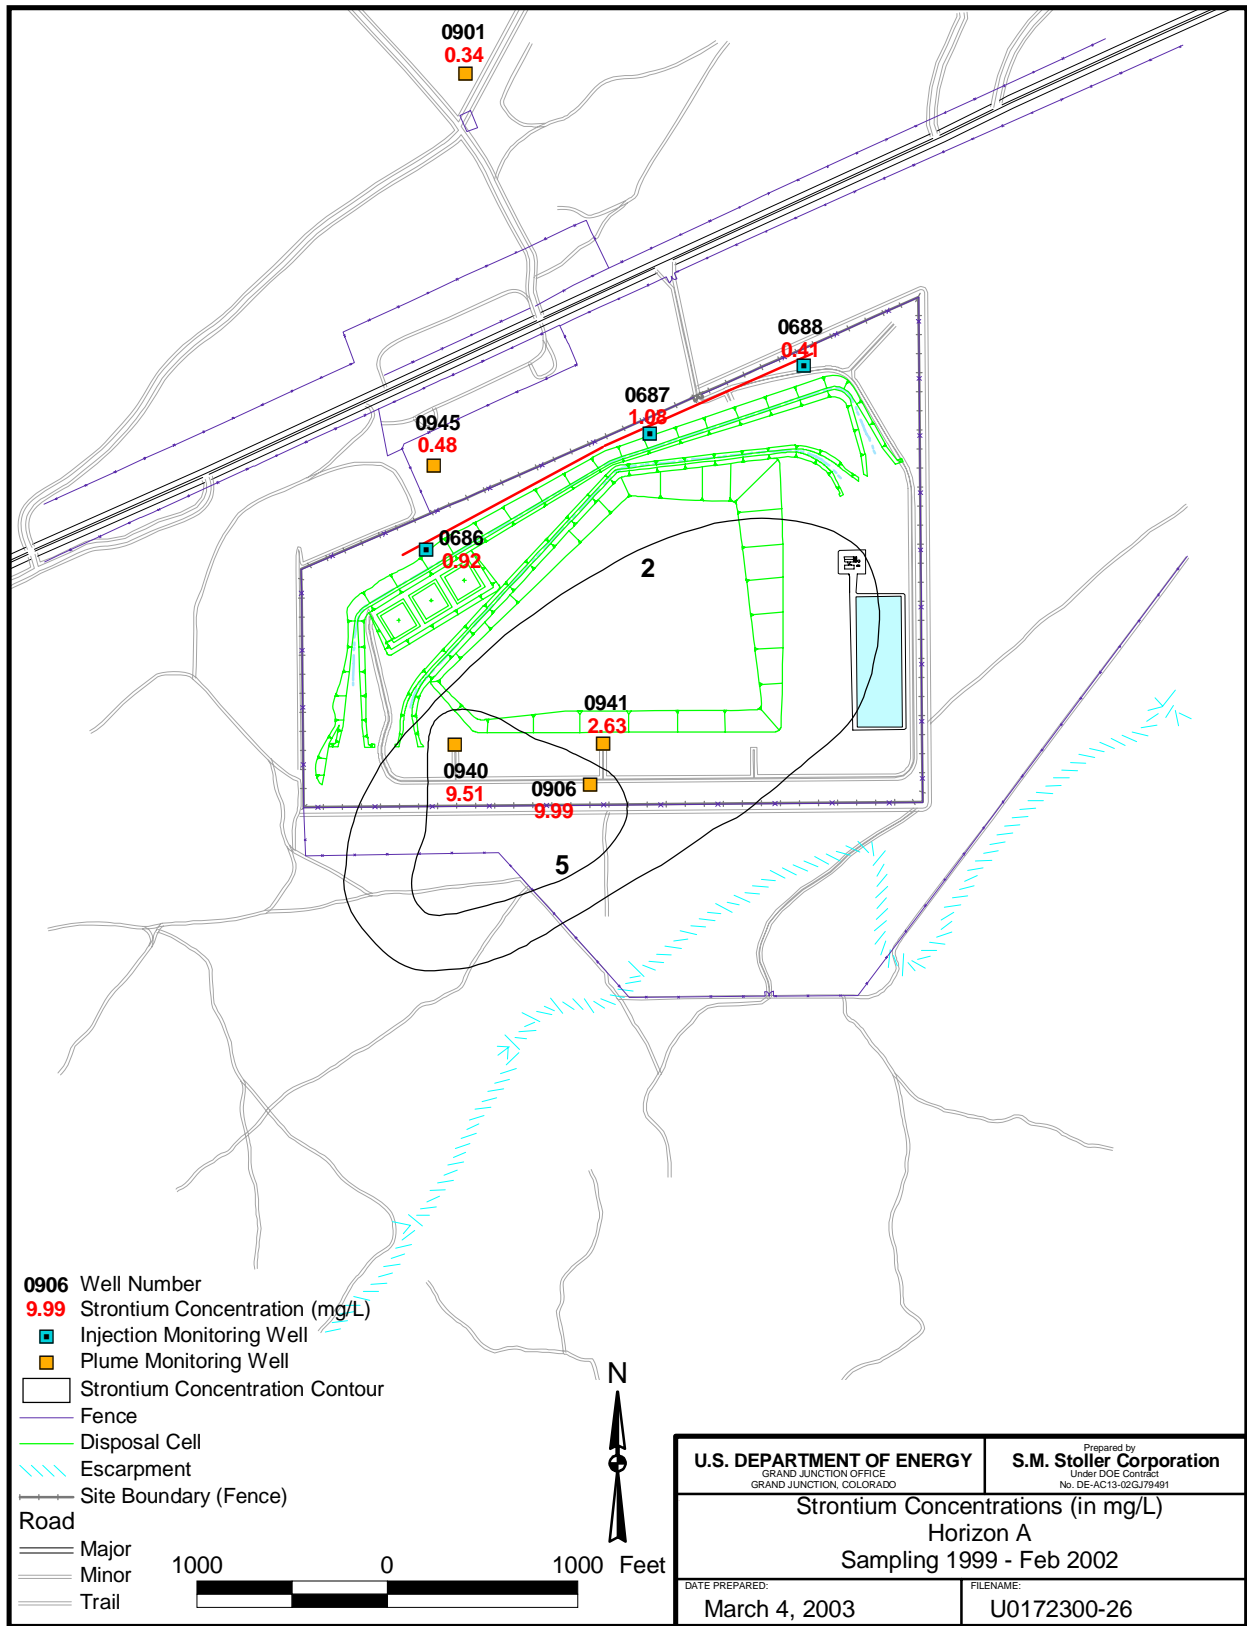 0901
0.34
0688
0.41
0687
1.08
0945
0.48
0686
0.92
2
0941
2.63
0940
9.51
0906
9.99
5
0906 Well Number
9.99 Strontium Concentration (mg/L)
Injection Monitoring Well
Plume Monitoring Well
Strontium Concentration Contour
Fence
Disposal Cell
Escarpment
Site Boundary (Fence)
Road
Major
Minor
Trail
1000 0 1000 Feet
N
U.S. DEPARTMENT OF ENERGY
GRAND JUNCTION OFFICE
GRAND JUNCTION, COLORADO
Prepared by
S.M. Stoller Corporation
Under DOE Contract
No. DE-AC13-02GJ79491
Strontium Concentrations (in mg/L)
Horizon A
Sampling 1999 - Feb 2002
DATE PREPARED:
March 4, 2003
FILENAME:
U0172300-26